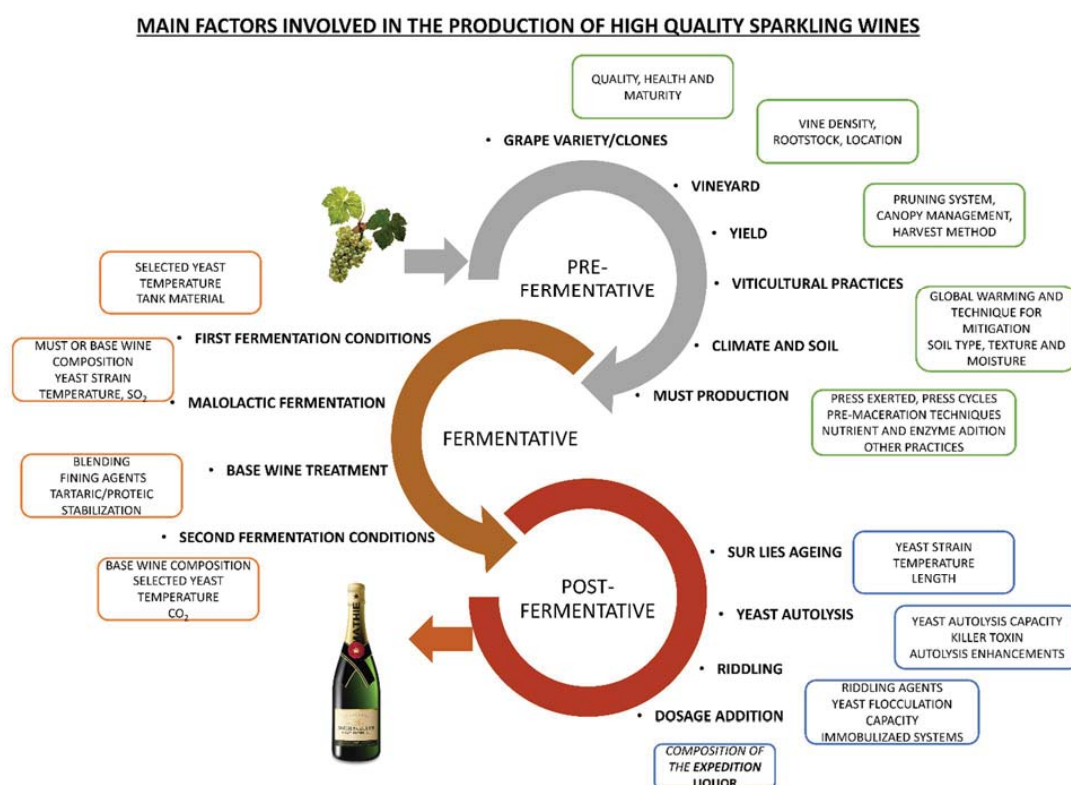 MAIN FACTORS INVOLVED IN THE PRODUCTION OF HIGH QUALITY SPARKLING WINES
QUALITY, HEALTH AND
MATURITY
• GRAPE VARIETY/CLONES
VINE DENSITY,
ROOTSTOCK, LOCATION
• VINEYARD
PRUNING SYSTEM,
CANOPY MANAGEMENT,
HARVEST METHOD
• YIELD
PRE-
FERMENTATIVE
• VITICULTURAL PRACTICES
GLOBAL WARMING AND
TECHNIQUE FOR
MITIGATION
SOIL TYPE, TEXTURE AND
MOISTURE
• CLIMATE AND SOIL
• MUST PRODUCTION
PRESS EXERTED, PRESS CYCLES
PRE-MACERATION TECHNIQUES
NUTRIENT AND ENZYME ADITION
OTHER PRACTICES
SELECTED YEAST
TEMPERATURE
TANK MATERIAL
• FIRST FERMENTATION CONDITIONS
MUST OR BASE WINE
COMPOSITION
YEAST STRAIN
TEMPERATURE, SO₂
• MALOLACTIC FERMENTATION
FERMENTATIVE
BLENDING
FINING AGENTS
TARTARIC/PROTEIC
STABILIZATION
• BASE WINE TREATMENT
• SECOND FERMENTATION CONDITIONS
BASE WINE COMPOSITION
SELECTED YEAST
TEMPERATURE
CO₂
• SUR LIES AGEING
YEAST STRAIN
TEMPERATURE
LENGTH
POST-
FERMENTATIVE
• YEAST AUTOLYSIS
YEAST AUTOLYSIS CAPACITY
KILLER TOXIN
AUTOLYSIS ENHANCEMENTS
• RIDDLING
RIDDLING AGENTS
YEAST FLOCCULATION
CAPACITY
IMMOBULIZAED SYSTEMS
• DOSAGE ADDITION
COMPOSITION OF
THE EXPEDITION
LIQUOR
MATHIE